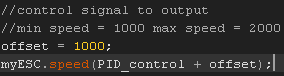 //control signal to output
//min speed = 1000 max speed = 2000
offset = 1000;
myESC.speed(PID_control + offset);